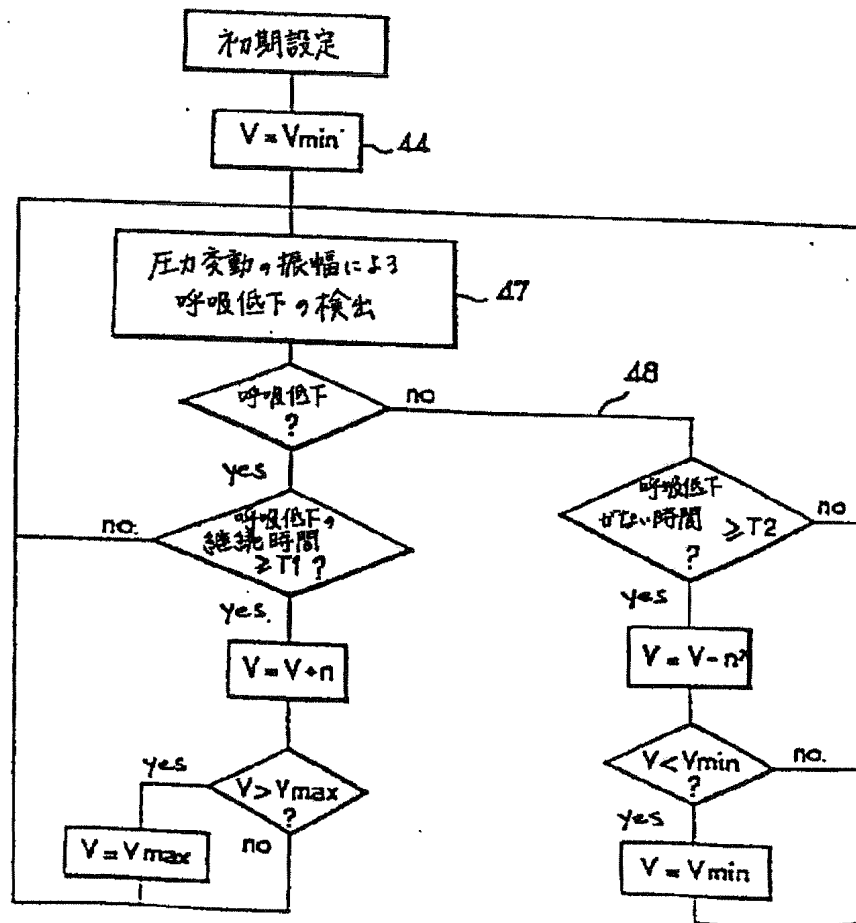 初期設定
V = Vmin
44
圧力変動の振幅による
呼吸低下の検出
47
呼吸低下
?
no
48
yes
呼吸低下の
継続時間
≥T1?
no.
yes.
呼吸低下
がない時間
≥T2
?
no
yes
V = V+n
V = V-n'
V > Vmax
?
yes
no
V = Vmax
V < Vmin
?
no.
yes
V = Vmin